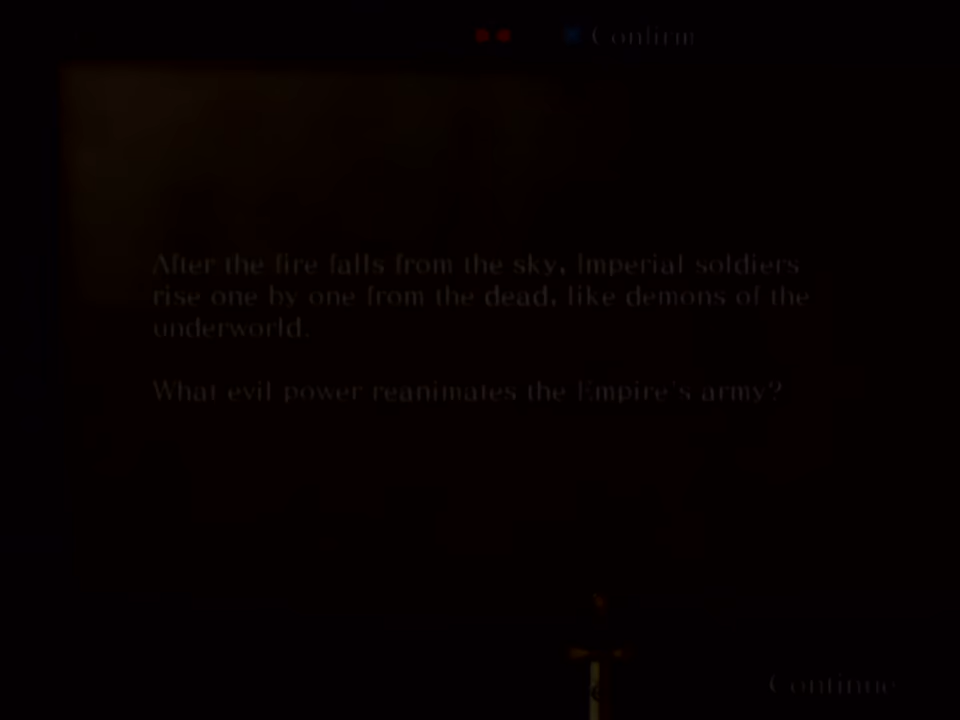 Confirm
After the fire falls from the sky, Imperial soldiers
rise one by one from the dead, like demons of the
underworld.
What evil power reanimates the Empire's army?
Continue